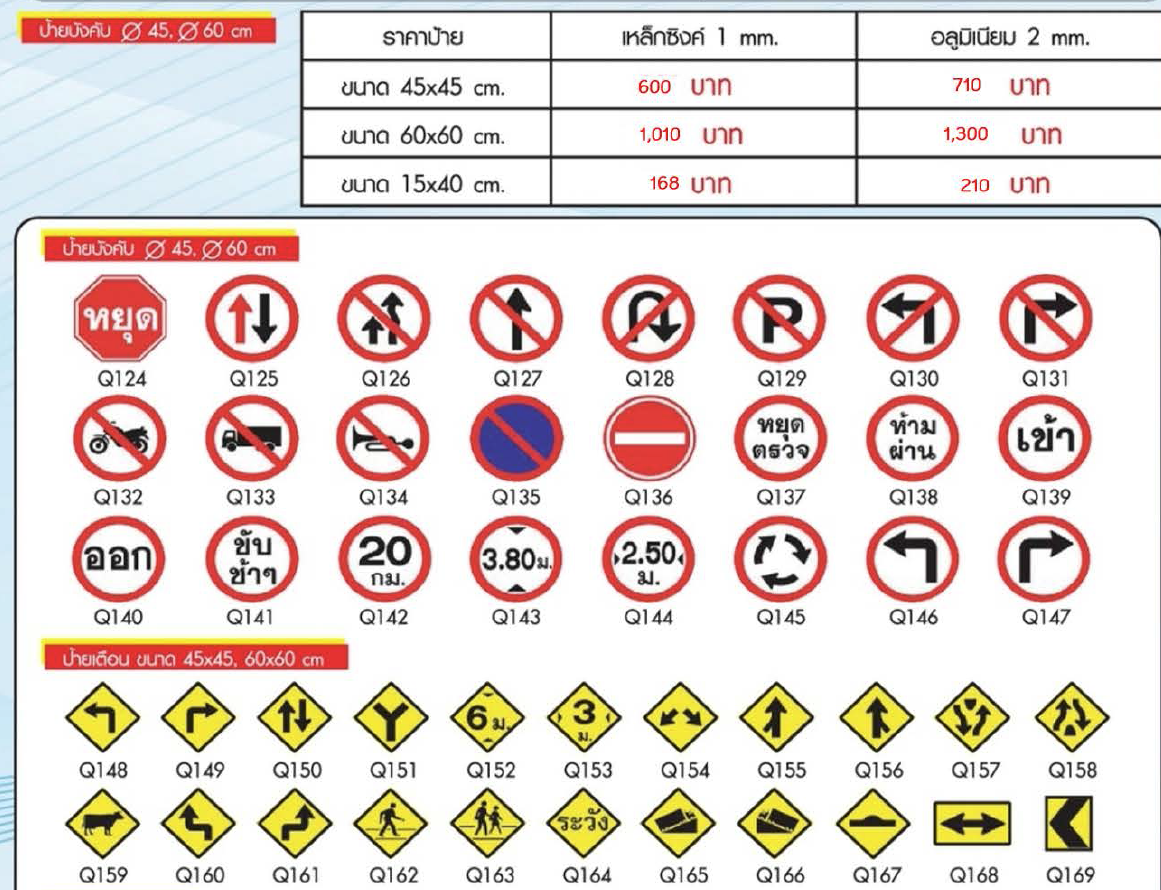 ป้ายบังคับ Ø 45, Ø 60 cm
ราคาป้าย เหล็กซิงค์ 1 mm. อลูมิเนียม 2 mm.
ขนาด 45x45 cm. 600 บาท 710 บาท
ขนาด 60x60 cm. 1,010 บาท 1,300 บาท
ขนาด 15x40 cm. 168 บาท 210 บาท
ป้ายบังคับ Ø 45, Ø 60 cm
หยุด P
Q124 Q125 Q126 Q127 Q128 Q129 Q130 Q131
หยุด ห้าม
ตรวจ ผ่าน เข้า
Q132 Q133 Q134 Q135 Q136 Q137 Q138 Q139
ออก ขับ 20 3.80ม. 2.50
ช้าๆ กม. ม.
Q140 Q141 Q142 Q143 Q144 Q145 Q146 Q147
ป้ายเตือน ขนาด 45x45, 60x60 cm
6 ม. 3
ม.
Q148 Q149 Q150 Q151 Q152 Q153 Q154 Q155 Q156 Q157 Q158
ระวัง
Q159 Q160 Q161 Q162 Q163 Q164 Q165 Q166 Q167 Q168 Q169